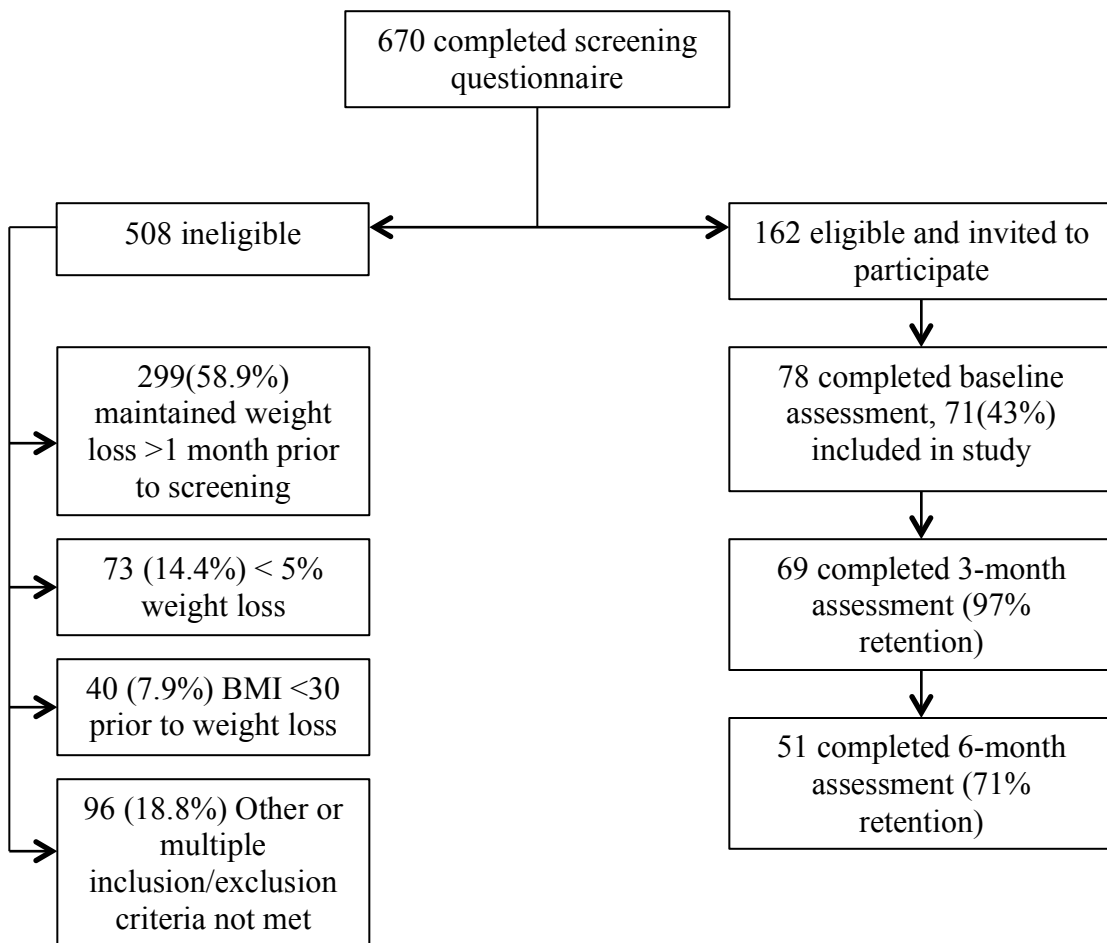 670 completed screening
questionnaire
508 ineligible
162 eligible and invited to
participate
299(58.9%)
maintained weight
loss >1 month prior
to screening
78 completed baseline
assessment, 71(43%)
included in study
73 (14.4%) < 5%
weight loss
69 completed 3-month
assessment (97%
retention)
40 (7.9%) BMI <30
prior to weight loss
51 completed 6-month
assessment (71%
retention)
96 (18.8%) Other or
multiple
inclusion/exclusion
criteria not met